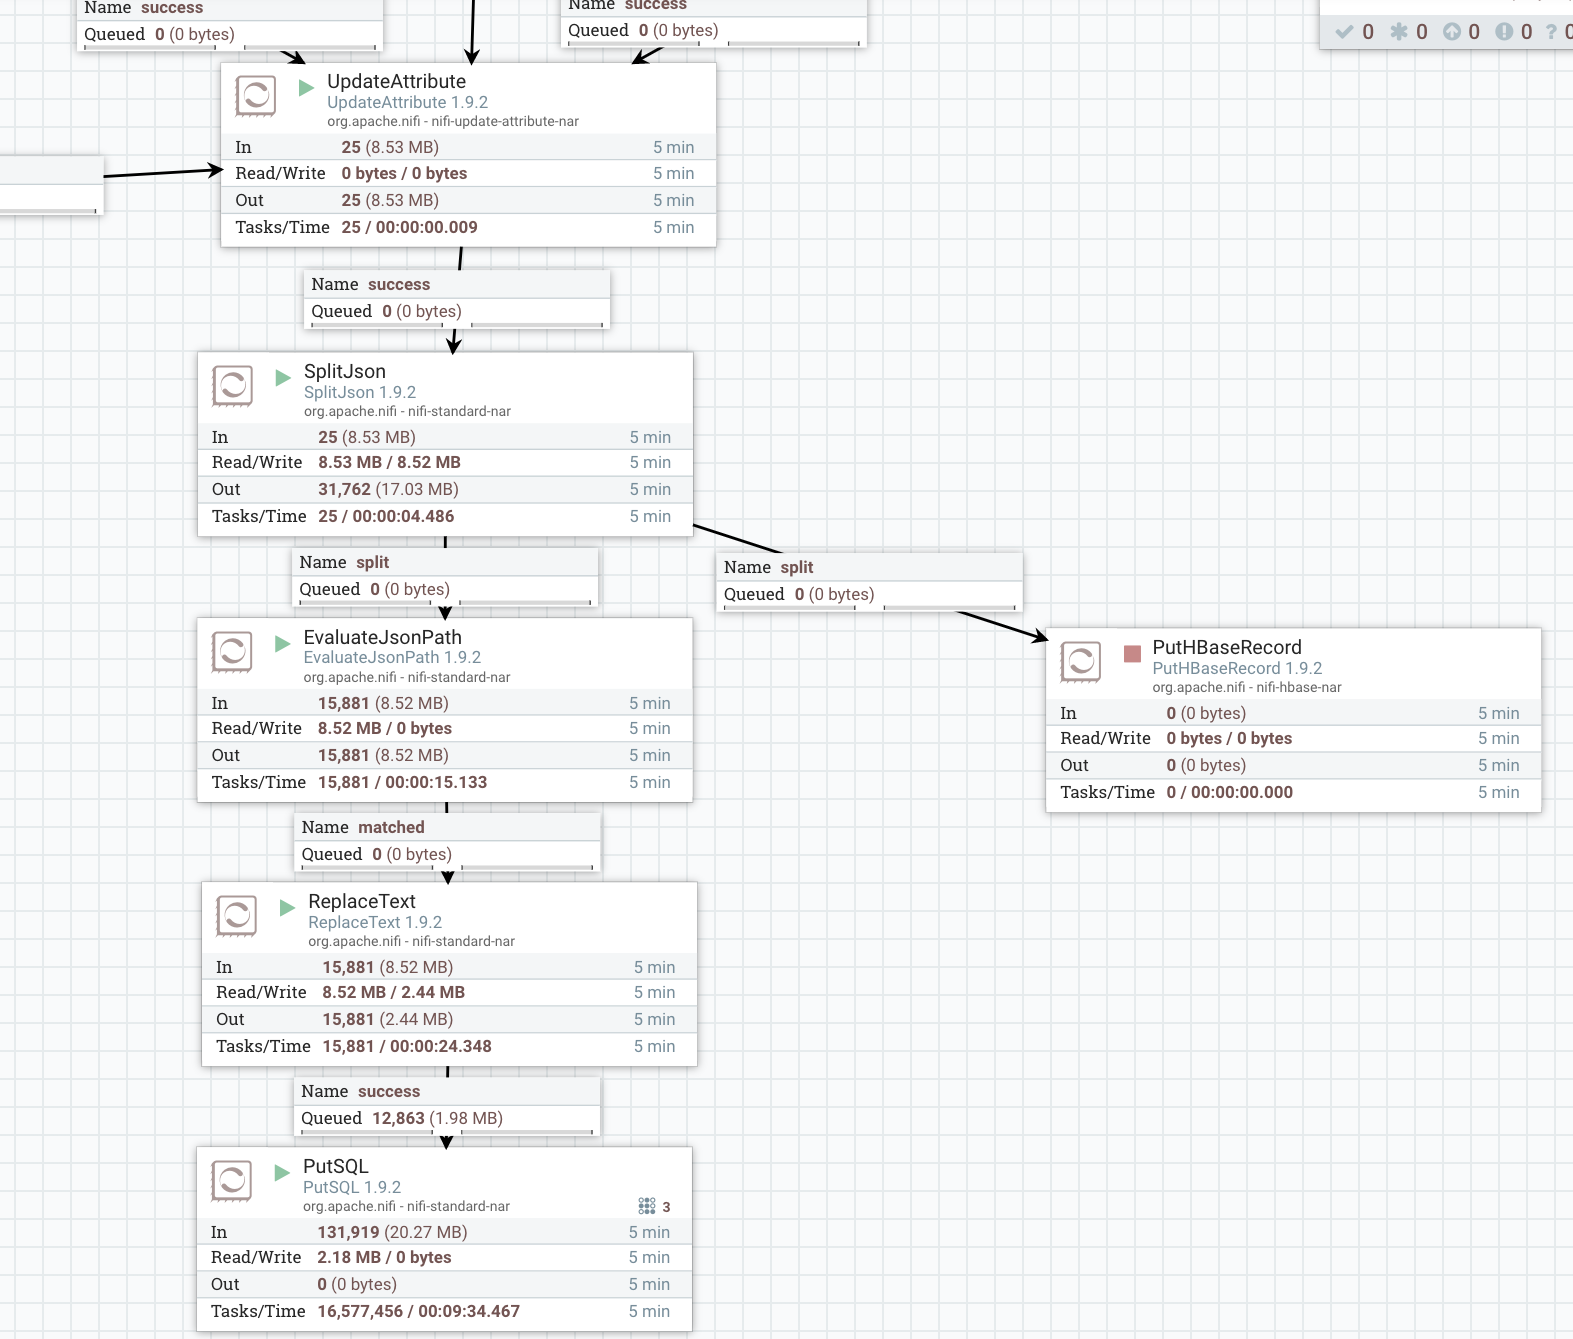 Name success
Queued 0 (0 bytes)
Name success
Queued 0 (0 bytes)
0 0 0 0 ? 0
UpdateAttribute
UpdateAttribute 1.9.2
org.apache.nifi - nifi-update-attribute-nar
In 25 (8.53 MB) 5 min
Read/Write 0 bytes / 0 bytes 5 min
Out 25 (8.53 MB) 5 min
Tasks/Time 25 / 00:00:00.009 5 min
Name success
Queued 0 (0 bytes)
SplitJson
SplitJson 1.9.2
org.apache.nifi - nifi-standard-nar
In 25 (8.53 MB) 5 min
Read/Write 8.53 MB / 8.52 MB 5 min
Out 31,762 (17.03 MB) 5 min
Tasks/Time 25 / 00:00:04.486 5 min
Name split
Queued 0 (0 bytes)
Name split
Queued 0 (0 bytes)
EvaluateJsonPath
EvaluateJsonPath 1.9.2
org.apache.nifi - nifi-standard-nar
In 15,881 (8.52 MB) 5 min
Read/Write 8.52 MB / 0 bytes 5 min
Out 15,881 (8.52 MB) 5 min
Tasks/Time 15,881 / 00:00:15.133 5 min
PutHBaseRecord
PutHBaseRecord 1.9.2
org.apache.nifi - nifi-hbase-nar
In 0 (0 bytes) 5 min
Read/Write 0 bytes / 0 bytes 5 min
Out 0 (0 bytes) 5 min
Tasks/Time 0 / 00:00:00.000 5 min
Name matched
Queued 0 (0 bytes)
ReplaceText
ReplaceText 1.9.2
org.apache.nifi - nifi-standard-nar
In 15,881 (8.52 MB) 5 min
Read/Write 8.52 MB / 2.44 MB 5 min
Out 15,881 (2.44 MB) 5 min
Tasks/Time 15,881 / 00:00:24.348 5 min
Name success
Queued 12,863 (1.98 MB)
PutSQL
PutSQL 1.9.2
org.apache.nifi - nifi-standard-nar
3
In 131,919 (20.27 MB) 5 min
Read/Write 2.18 MB / 0 bytes 5 min
Out 0 (0 bytes) 5 min
Tasks/Time 16,577,456 / 00:09:34.467 5 min